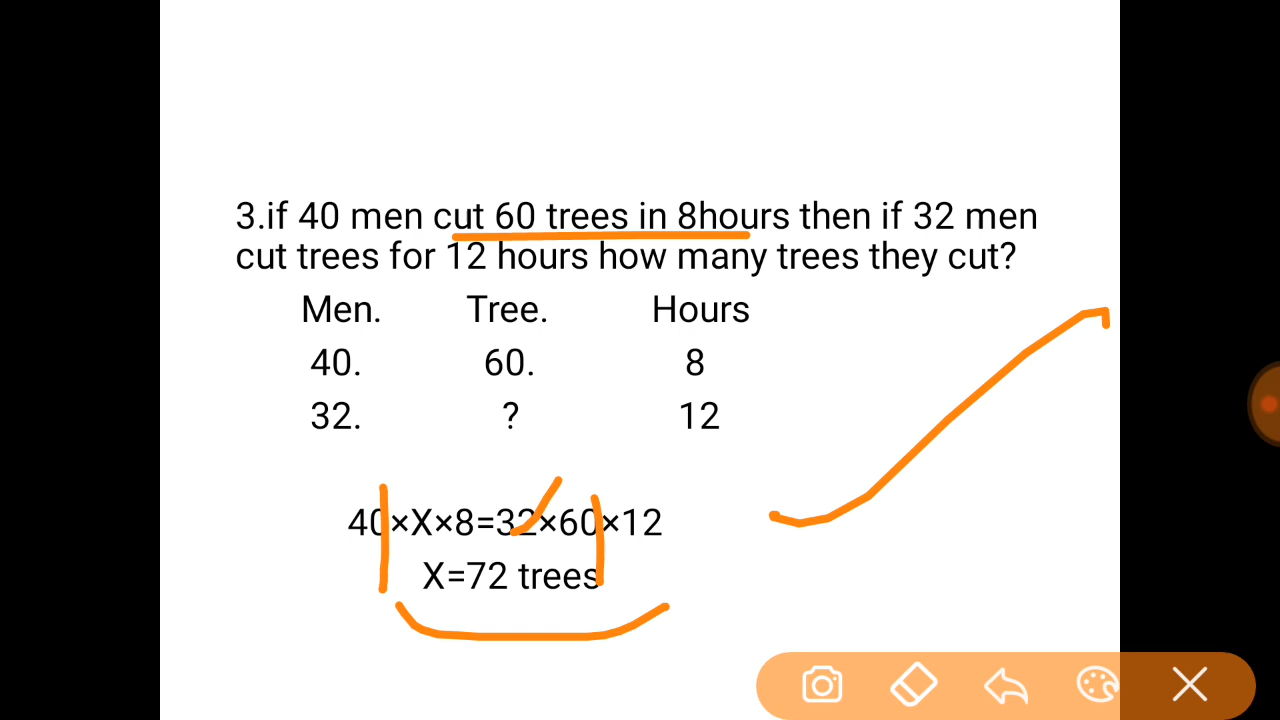 3.if 40 men cut 60 trees in 8hours then if 32 men
cut trees for 12 hours how many trees they cut?
Men. Tree. Hours
40. 60. 8
32. ? 12
40×X×8=32×60×12
X=72 trees